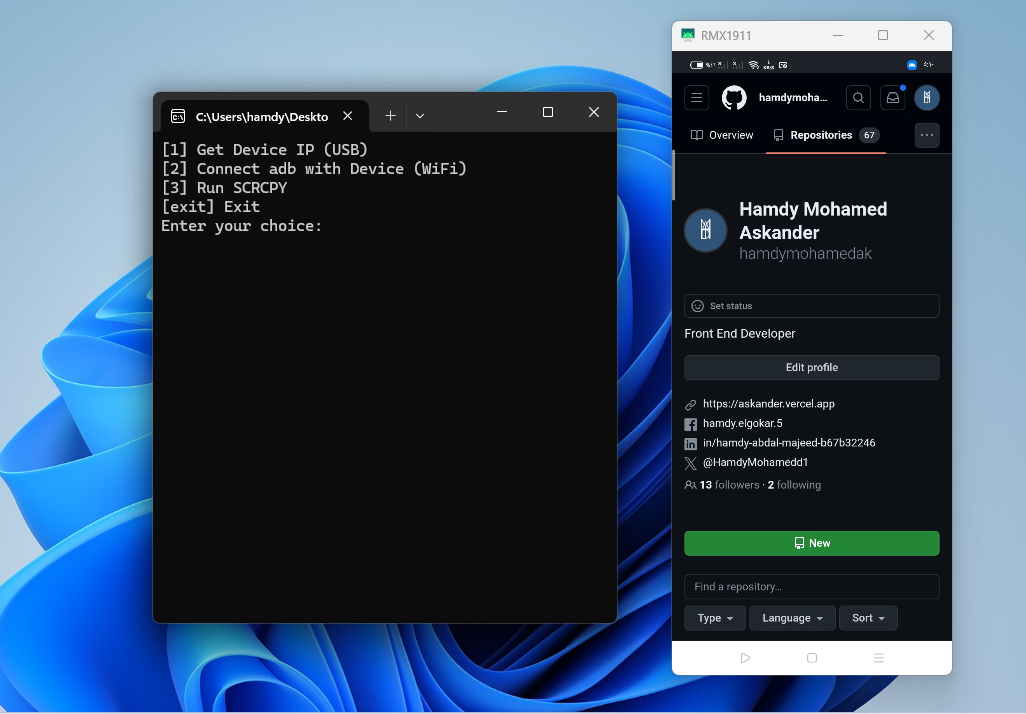 C:\Users\hamdy\Deskto
[1] Get Device IP (USB)
[2] Connect adb with Device (WiFi)
[3] Run SCRCPY
[exit] Exit
Enter your choice:
RMX1911
hamdymoha...
Overview
Repositories 67
Hamdy Mohamed
Askander
hamdymohamedak
Set status
Front End Developer
Edit profile
https://askander.vercel.app
hamdy.elgokar.5
in/hamdy-abdal-majeed-b67b32246
@HamdyMohamedd1
13 followers · 2 following
New
Find a repository...
Type
Language
Sort